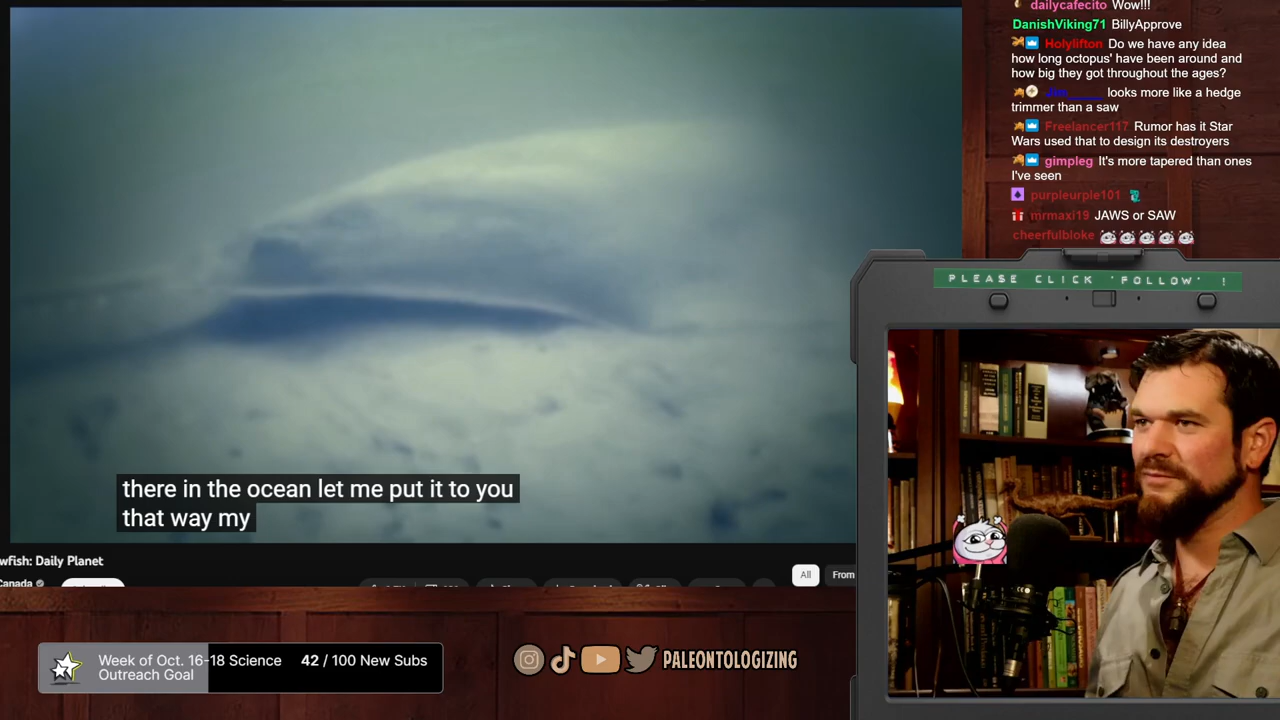 dailycafecito Wow!!!
DanishViking71 BillyApprove
Holylifton Do we have any idea
how long octopus' have been around and
how big they got throughout the ages?
looks more like a hedge
trimmer than a saw
Freelancer117 Rumor has it Star
Wars used that to design its destroyers
gimpleg It's more tapered than ones
I've seen
purpleurple101
mrmaxi19 JAWS or SAW
cheerfulbloke
PLEASE CLICK 'FOLLOW' !
there in the ocean let me put it to you
that way my
wfish: Daily Planet
Canada
All
From
Week of Oct. 16-18 Science
Outreach Goal
42 / 100 New Subs
PALEONTOLOGIZING